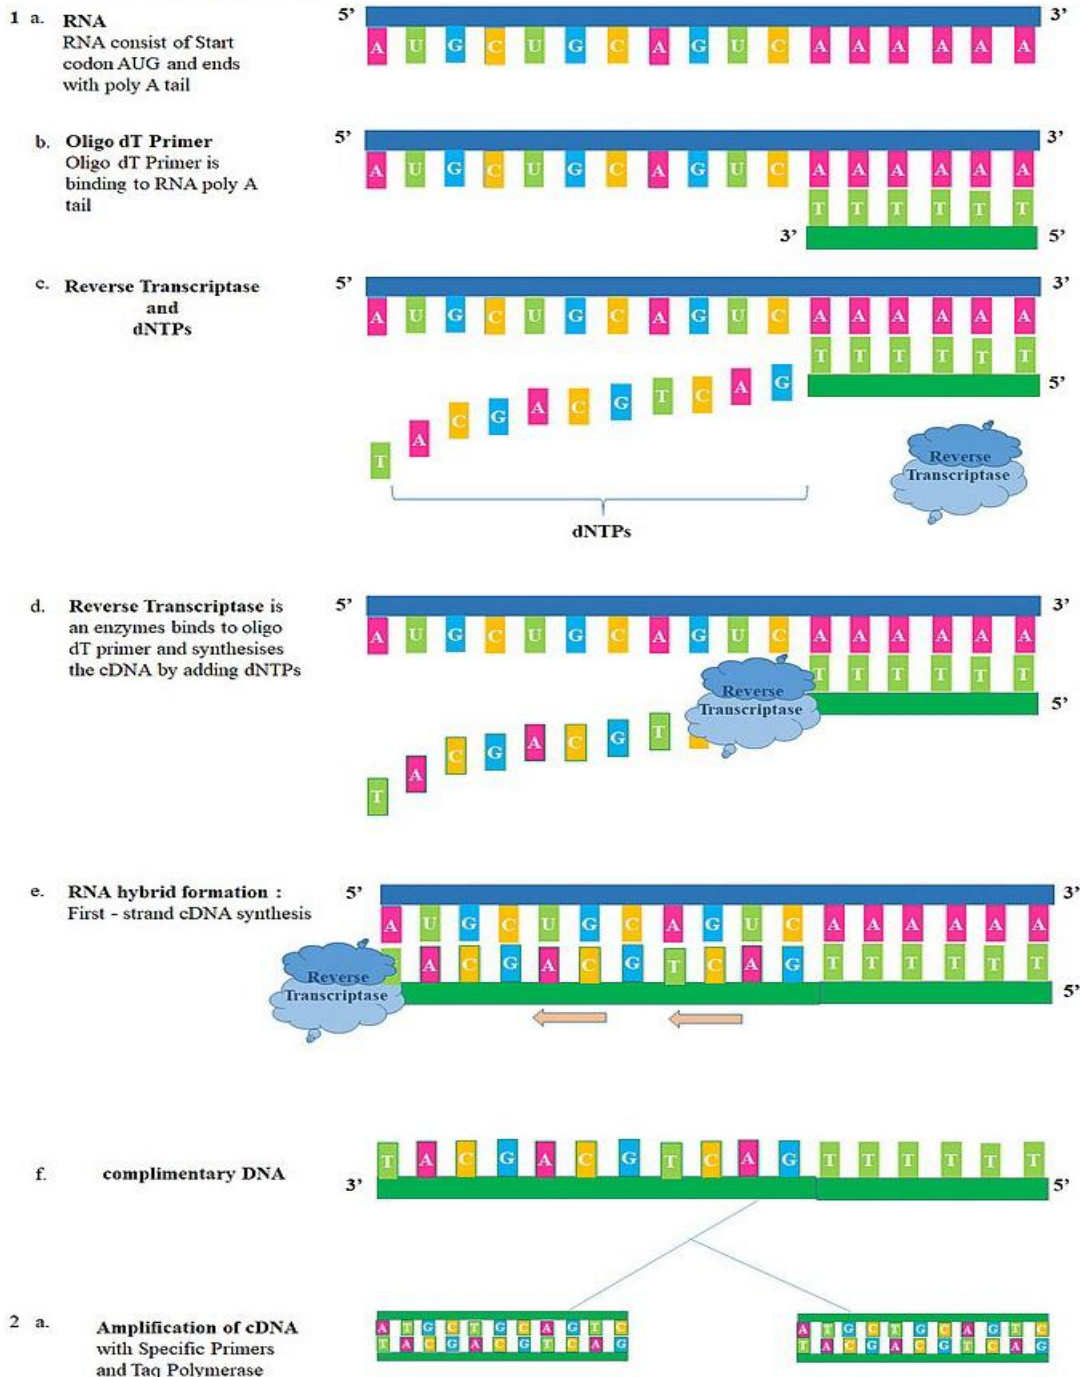 1 a. RNA
RNA consist of Start
codon AUG and ends
with poly A tail
5' 3'
A U G C U G C A G U C A A A A A A
b. Oligo dT Primer
Oligo dT Primer is
binding to RNA poly A
tail
5' 3'
A U G C U G C A G U C A A A A A A
T T T T T T
3' 5'
c. Reverse Transcriptase
and
dNTPs
5' 3'
A U G C U G C A G U C A A A A A A
T T T T T T
5'
T A C G A C G T C A G
Reverse
Transcriptase
dNTPs
d. Reverse Transcriptase is
an enzymes binds to oligo
dT primer and synthesises
the cDNA by adding dNTPs
5' 3'
A U G C U G C A G U C A A A A A A
T T T T T T
5'
Reverse
Transcriptase
T A C G A C G T C
e. RNA hybrid formation :
First - strand cDNA synthesis
5' 3'
A U G C U G C A G U C A A A A A A
A C G A C G T C A G T T T T T T
Reverse
Transcriptase
5'
f. complimentary DNA
T A C G A C G T C A G T T T T T T
3' 5'
2 a. Amplification of cDNA
with Specific Primers
and Taq Polymerase
A T G C T G C A G T C
T A C G A C G T C A G
A T G C T G C A G T C
T A C G A C G T C A G